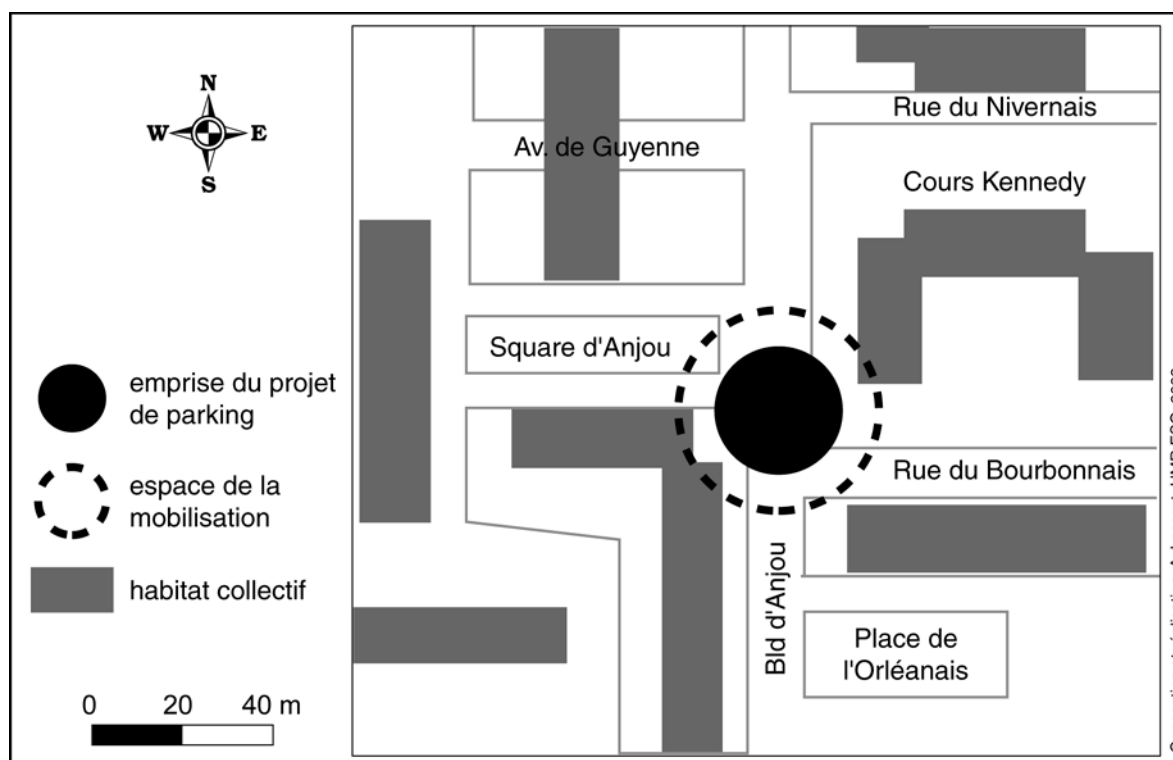 N
W E
S
Rue du Nivernais
Av. de Guyenne
Cours Kennedy
Square d'Anjou
emprise du projet
de parking
Rue du Bourbonnais
espace de la
mobilisation
Bld d'Anjou
habitat collectif
Place de
l'Orléanais
0 20 40 m